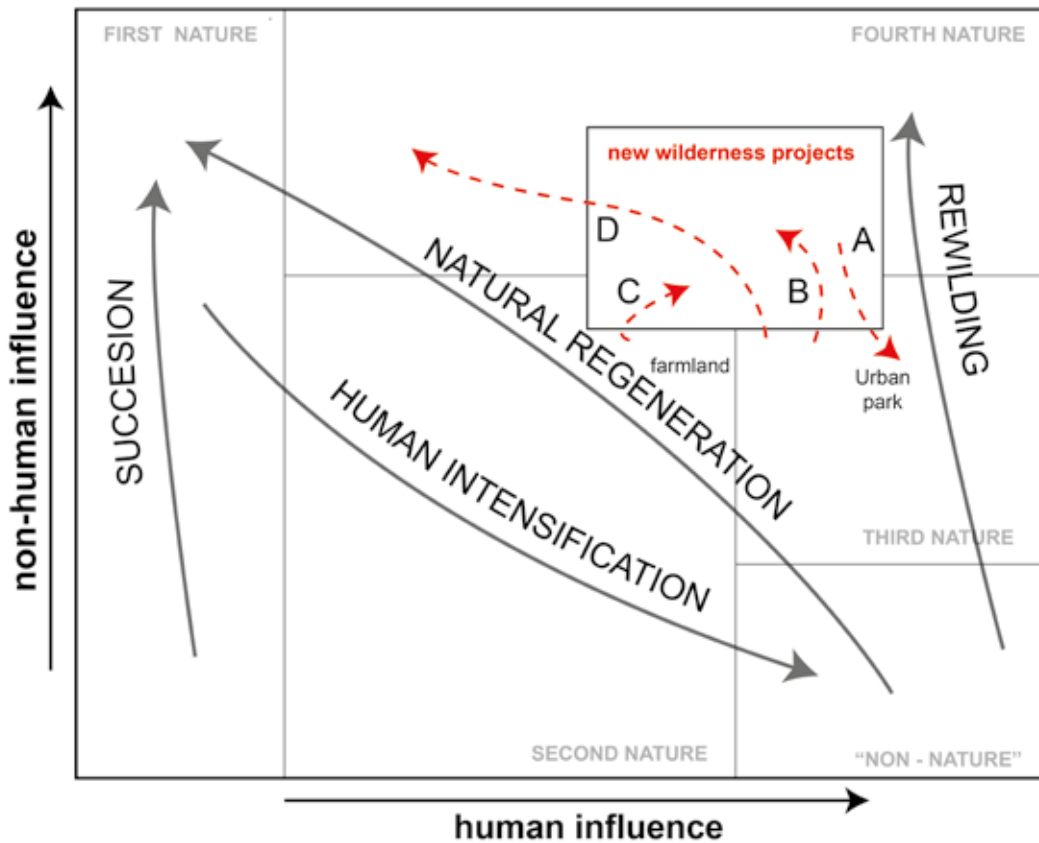 FIRST NATURE
FOURTH NATURE
new wilderness projects
D
A
C
B
NATURAL REGENERATION
REWILDING
SUCCESION
HUMAN INTENSIFICATION
farmland
Urban
park
THIRD NATURE
SECOND NATURE
“NON - NATURE”
non-human influence
human influence